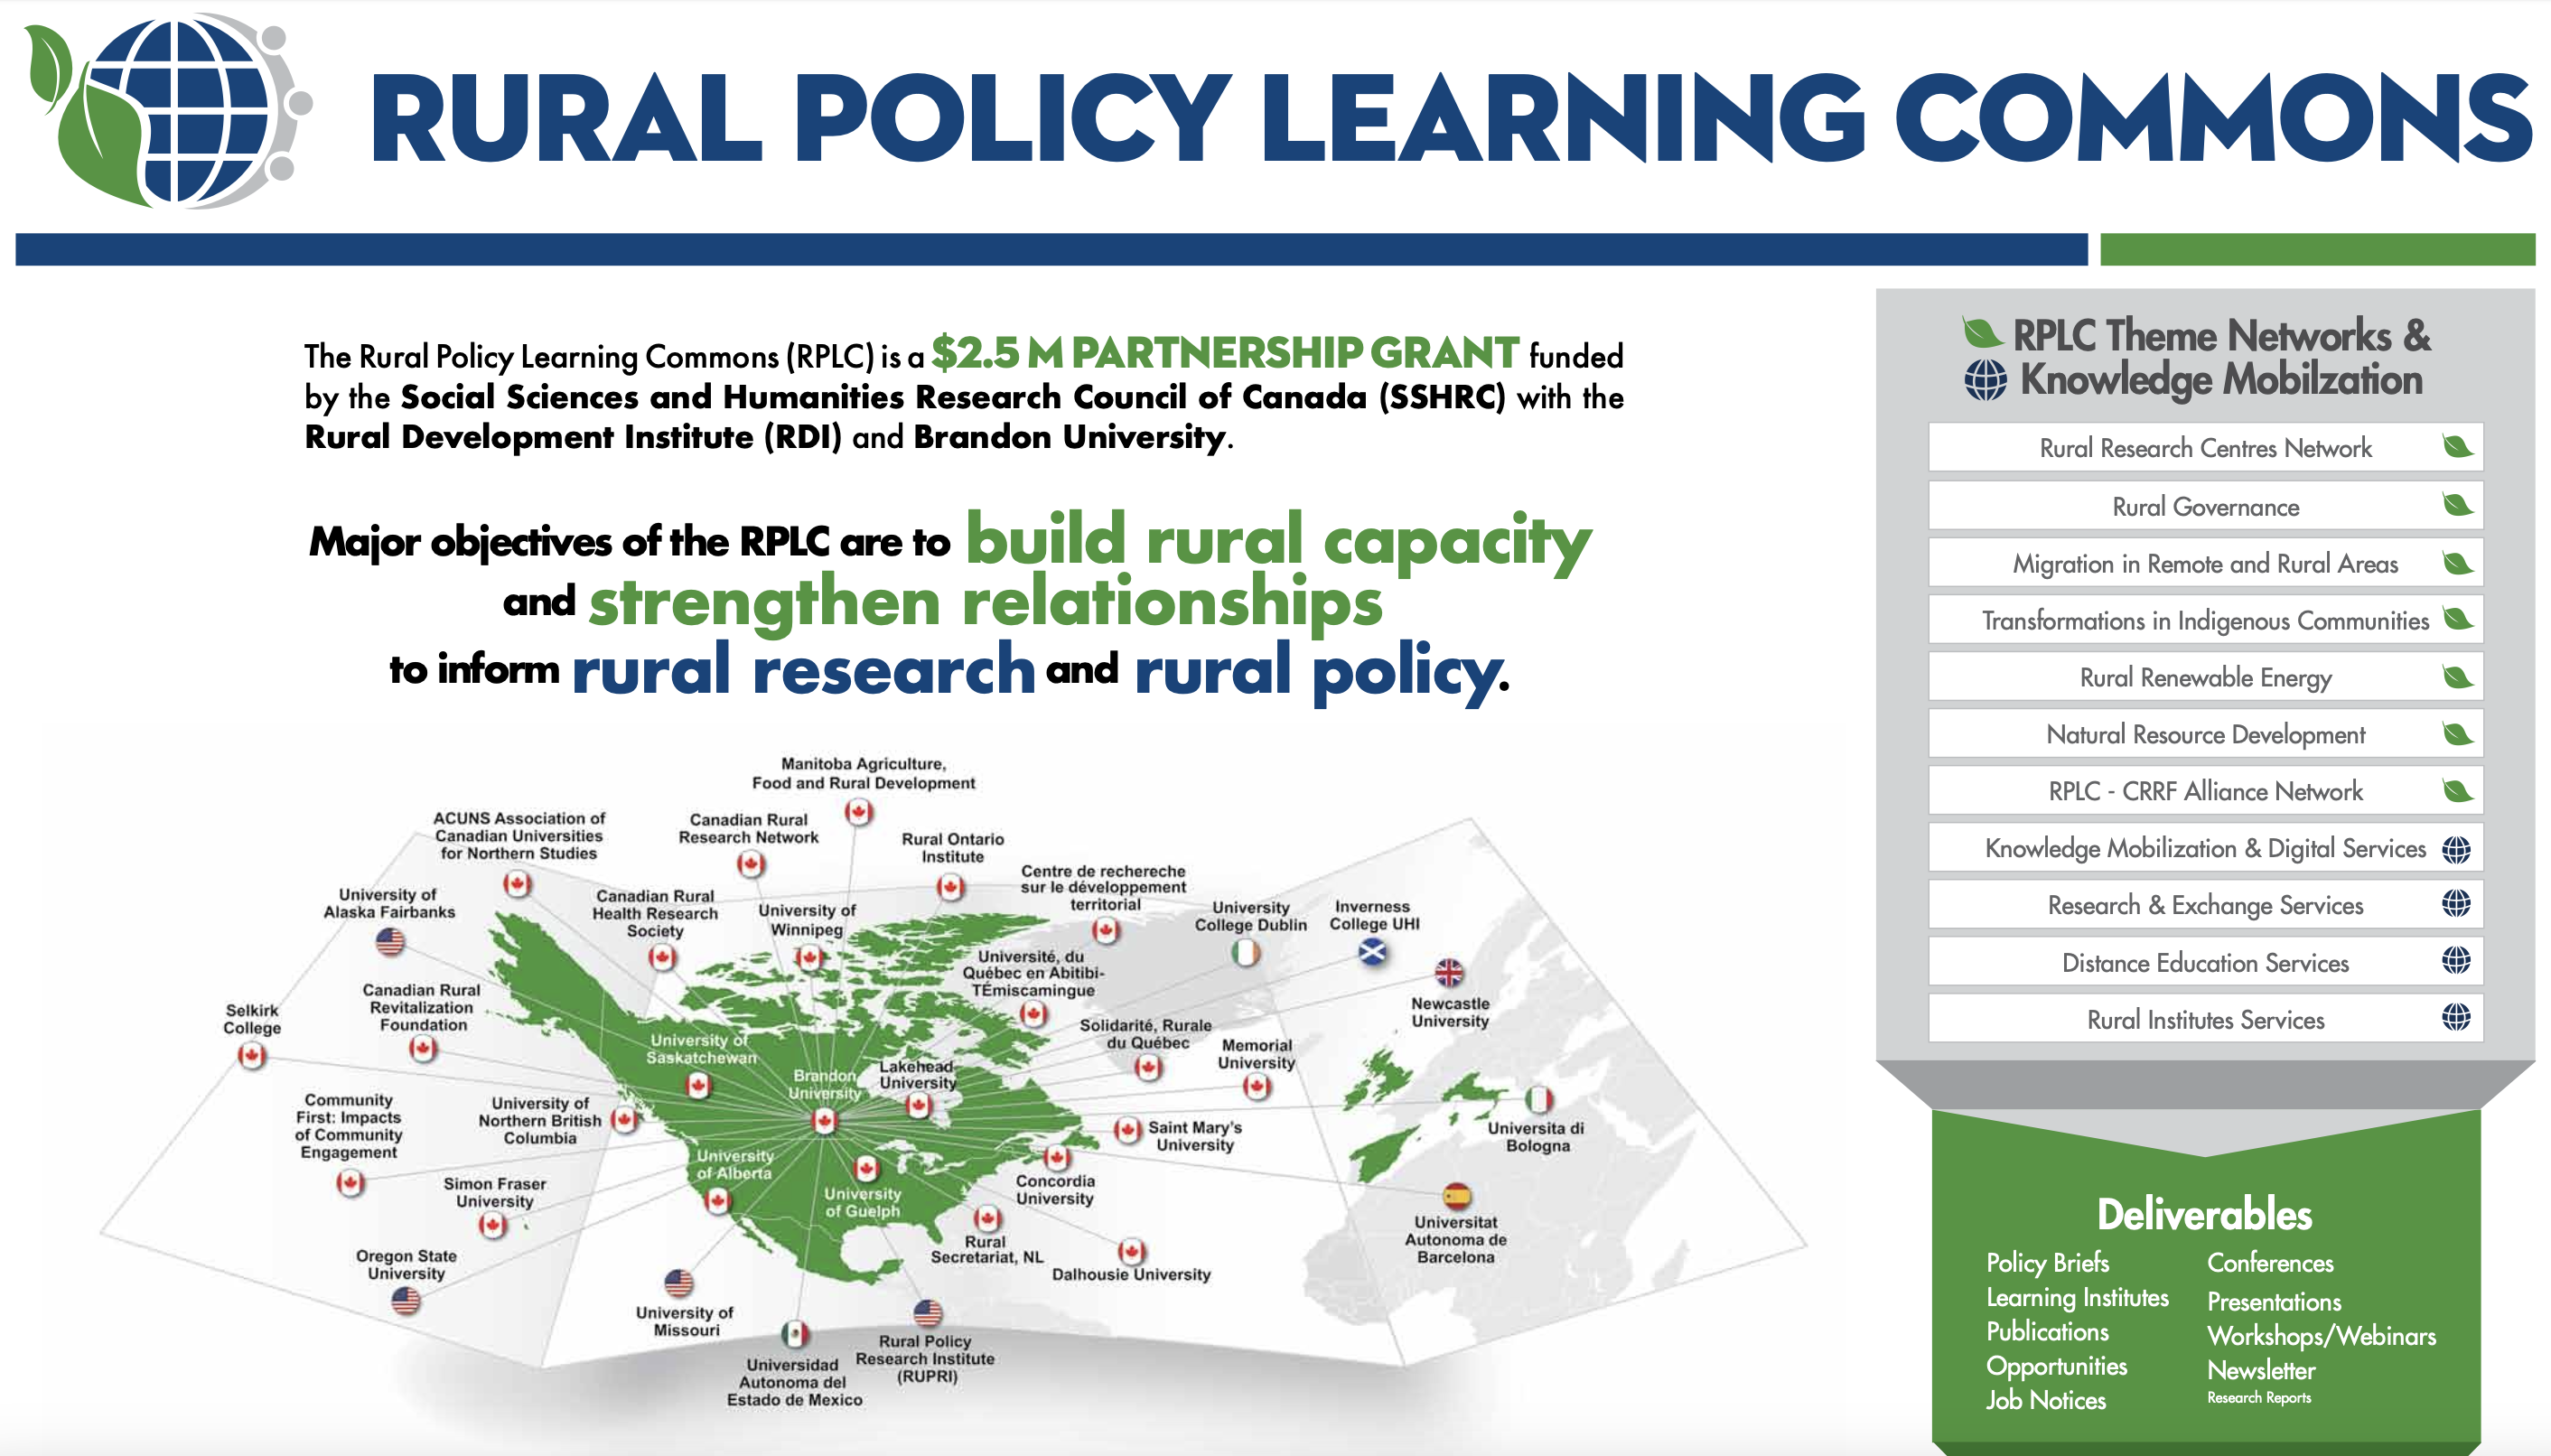 RURAL POLICY LEARNING COMMONS
The Rural Policy Learning Commons (RPLC) is a $2.5 M PARTNERSHIP GRANT funded
by the Social Sciences and Humanities Research Council of Canada (SSHRC) with the
Rural Development Institute (RDI) and Brandon University.
Major objectives of the RPLC are to build rural capacity
and strengthen relationships
to inform rural research and rural policy.
Manitoba Agriculture,
Food and Rural Development
ACUNS Association of
Canadian Universities
for Northern Studies
Canadian Rural
Research Network
Rural Ontario
Institute
Centre de rechereche
sur le développement
territorial
University of
Alaska Fairbanks
Canadian Rural
Health Research
Society
University of
Winnipeg
University
College Dublin
Inverness
College UHI
Université, du
Québec en Abitibi-
TÉmiscamingue
Canadian Rural
Revitalization
Foundation
Selkirk
College
Newcastle
University
Solidarité, Rurale
du Québec
Memorial
University
University of
Saskatchewan
Brandon
University
Lakehead
University
Community
First: Impacts
of Community
Engagement
University of
Northern British
Columbia
Saint Mary's
University
Universita di
Bologna
University
of Alberta
Simon Fraser
University
University
of Guelph
Concordia
University
Universitat
Autonoma de
Barcelona
Rural
Secretariat, NL
Dalhousie University
Oregon State
University
University of
Missouri
Universidad
Autonoma del
Estado de Mexico
Rural Policy
Research Institute
(RUPRI)
RPLC Theme Networks &
Knowledge Mobilzation
Rural Research Centres Network
Rural Governance
Migration in Remote and Rural Areas
Transformations in Indigenous Communities
Rural Renewable Energy
Natural Resource Development
RPLC - CRRF Alliance Network
Knowledge Mobilization & Digital Services
Research & Exchange Services
Distance Education Services
Rural Institutes Services
Deliverables
Policy Briefs
Learning Institutes
Publications
Opportunities
Job Notices
Conferences
Presentations
Workshops/Webinars
Newsletter
Research Reports